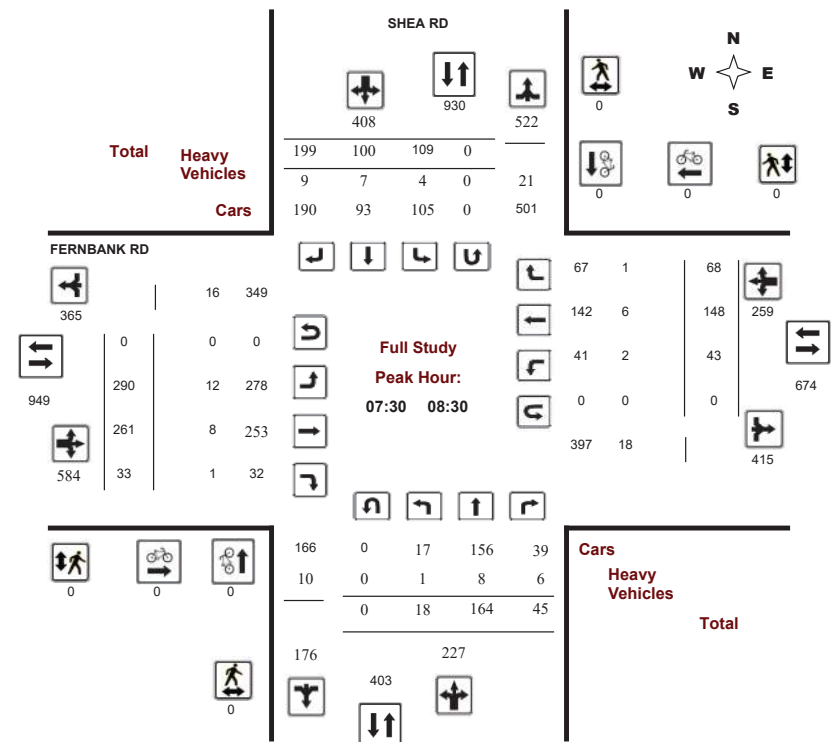 SHEA RD
N
W E
S
408
930
522
0
Total
Heavy
Vehicles
Cars
199 100 109 0
9 7 4 0 21
190 93 105 0 501
0 0 0
FERNBANK RD
365
16 349
0 0 0
949
290 12 278
261 8 253
584
33 1 32
Full Study
Peak Hour:
07:30 08:30
67 1 68
142 6 148 259
41 2 43
674
0 0 0
397 18 415
0 0 0
166 0 17 156 39
10 0 1 8 6
0 18 164 45
176
403
227
0
Cars
Heavy
Vehicles
Total